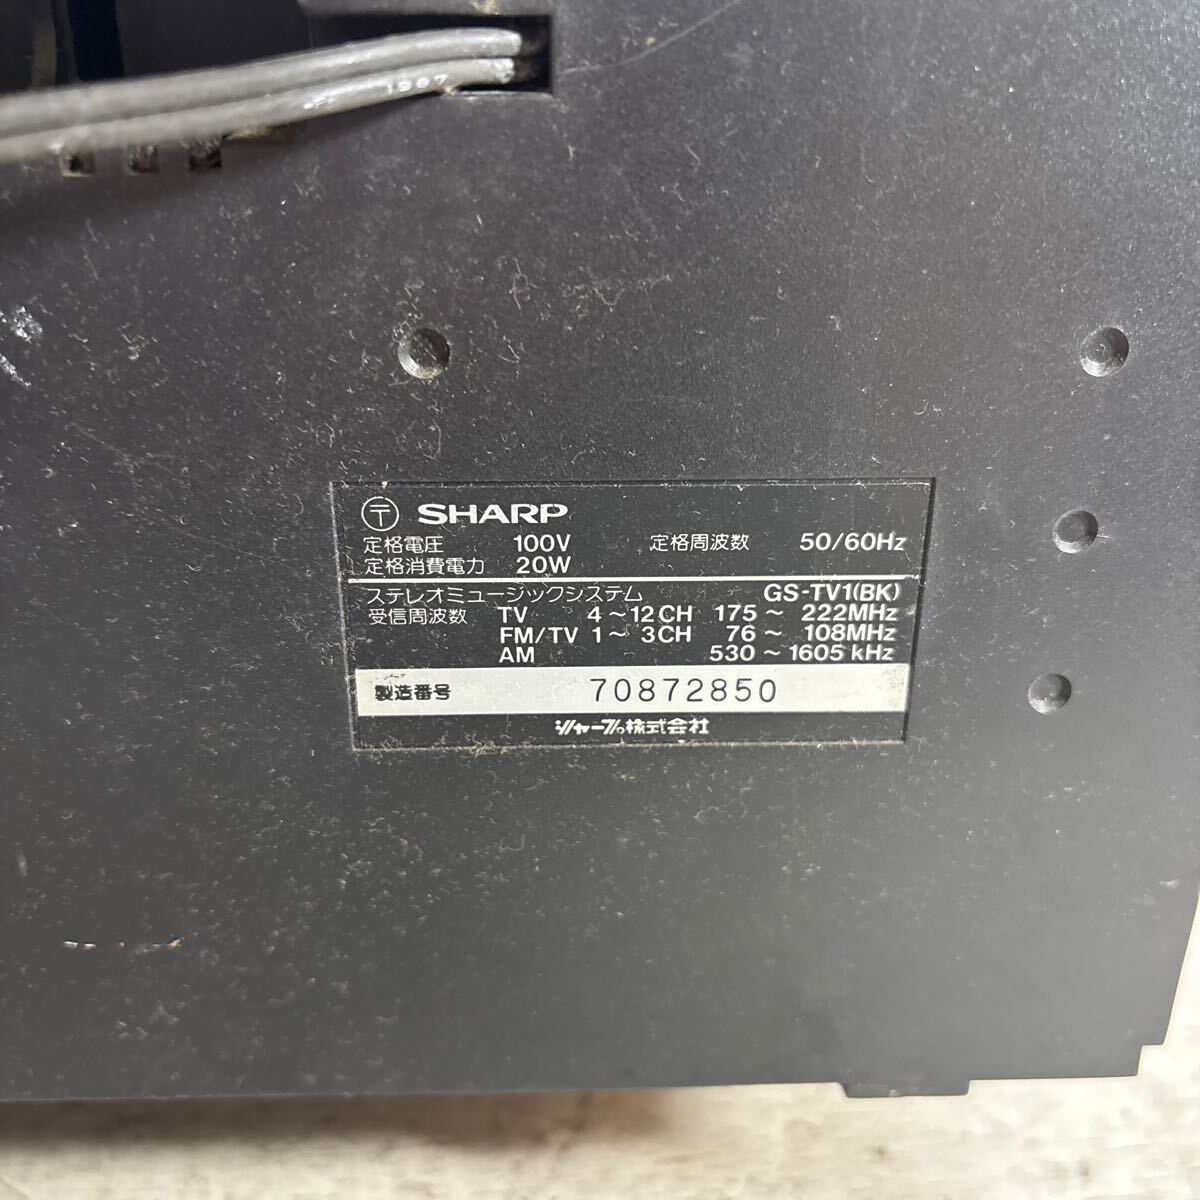 1987
〒 SHARP
定格電圧 100V 定格周波数 50/60Hz
定格消費電力 20W
ステレオミュージックシステム GS-TV1(BK)
受信周波数 TV 4～12CH 175～ 222MHz
FM/TV 1～ 3CH 76～ 108MHz
AM 530～1605 kHz
製造番号 70872850
シャープ株式会社